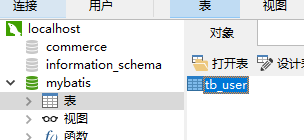 连接 用户 表 视图
localhost
commerce
information_schema
mybatis
表
视图
函数
对象
打开表 设计表
tb_user